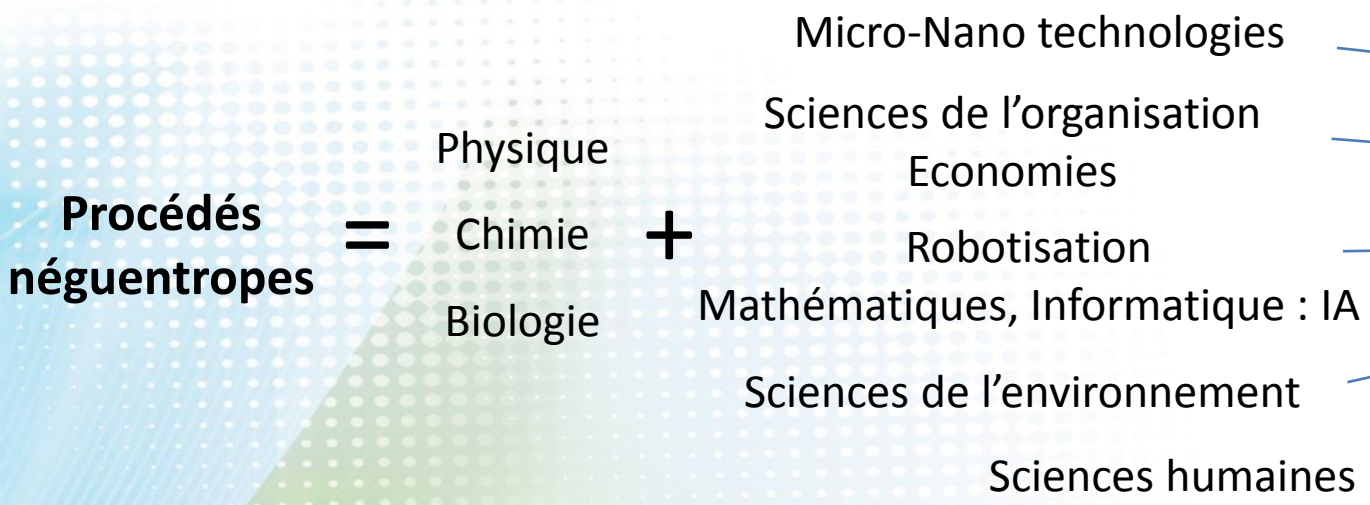 Procédés
néguentropes
=
Physique
Chimie
Biologie
+
Micro-Nano technologies
Sciences de l’organisation
Economies
Robotisation
Mathématiques, Informatique : IA
Sciences de l’environnement
Sciences humaines